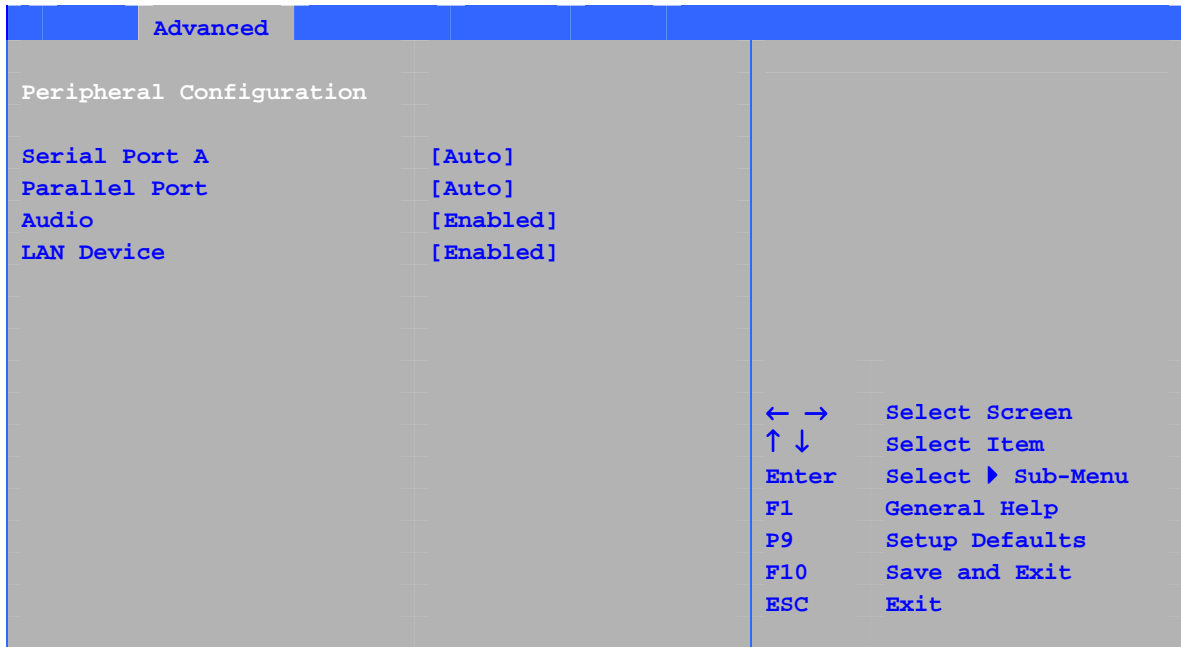 Advanced
Peripheral Configuration
Serial Port A [Auto]
Parallel Port [Auto]
Audio [Enabled]
LAN Device [Enabled]
← → Select Screen
↑ ↓ Select Item
Enter Select ▶ Sub-Menu
F1 General Help
P9 Setup Defaults
F10 Save and Exit
ESC Exit